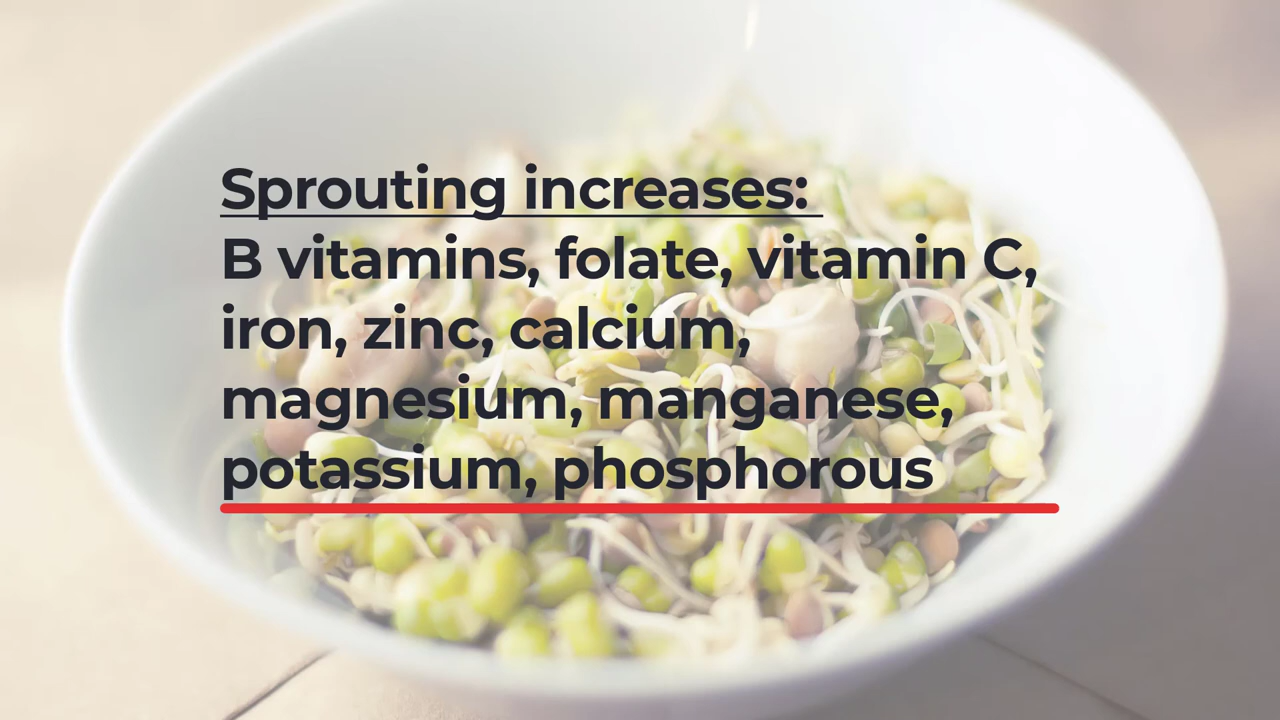 Sprouting increases:
B vitamins, folate, vitamin C,
iron, zinc, calcium,
magnesium, manganese,
potassium, phosphorous